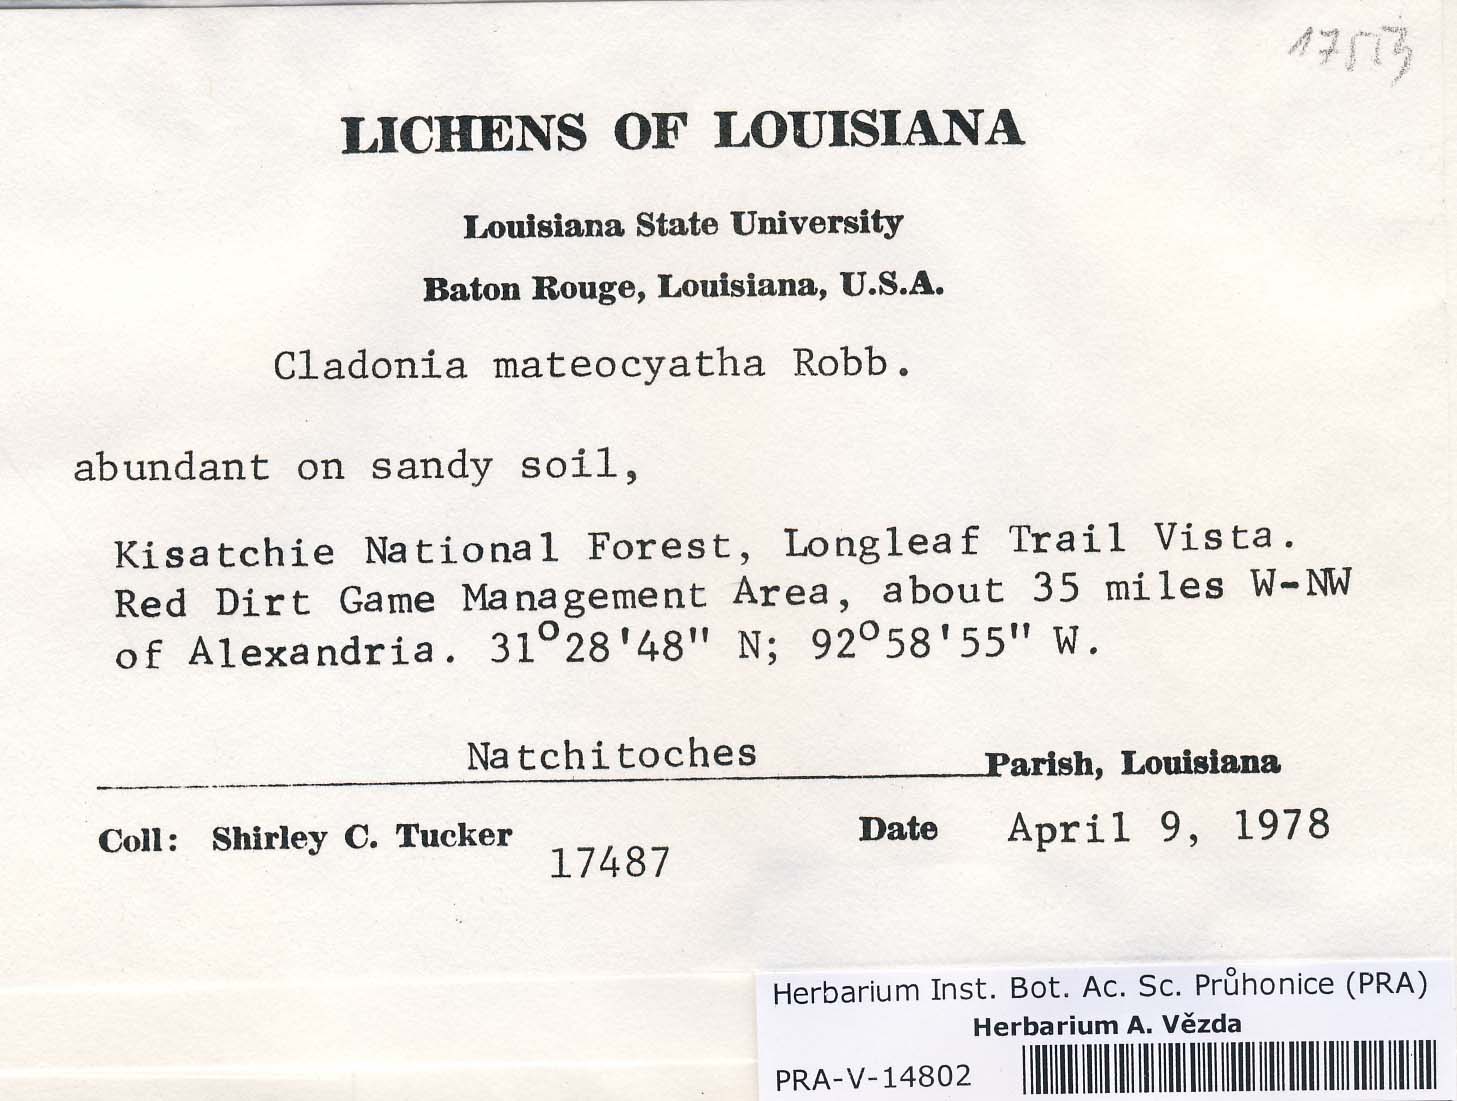 17513
LICHENS OF LOUISIANA
Louisiana State University
Baton Rouge, Louisiana, U.S.A.
Cladonia mateocyatha Robb.
abundant on sandy soil,
Kisatchie National Forest, Longleaf Trail Vista.
Red Dirt Game Management Area, about 35 miles W-NW
of Alexandria. 31°28'48" N; 92°58'55" W.
Natchitoches Parish, Louisiana
Coll: Shirley C. Tucker 17487 Date April 9, 1978
Herbarium Inst. Bot. Ac. Sc. Průhonice (PRA)
Herbarium A. Vězda
PRA-V-14802